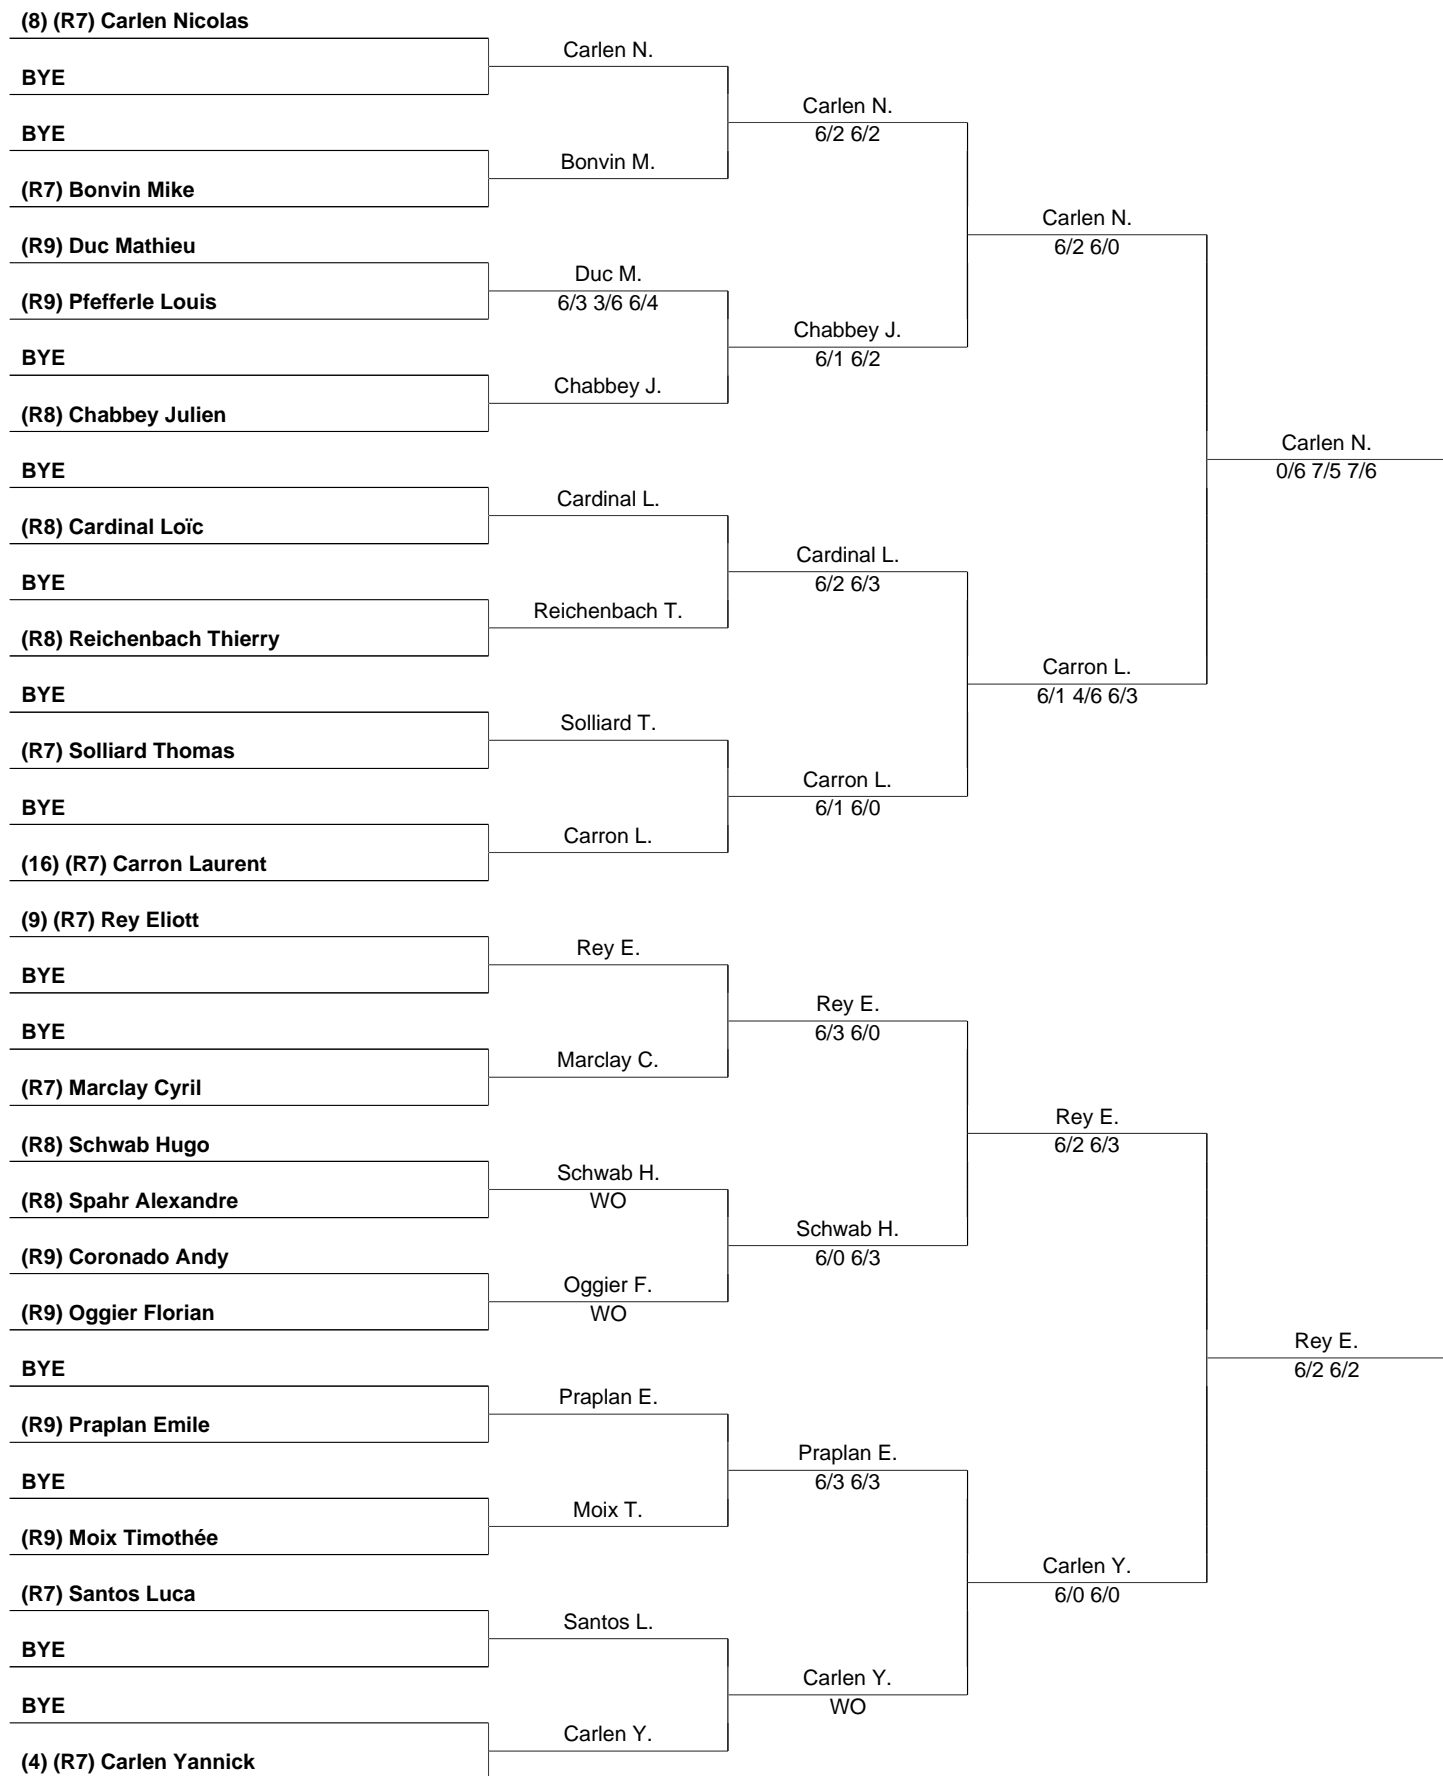 (8) (R7) Carlen Nicolas
Carlen N.
BYE
Carlen N.
6/2 6/2
BYE
Bonvin M.
(R7) Bonvin Mike
Carlen N.
6/2 6/0
(R9) Duc Mathieu
Duc M.
6/3 3/6 6/4
(R9) Pfefferle Louis
Chabbey J.
6/1 6/2
BYE
Chabbey J.
(R8) Chabbey Julien
Carlen N.
0/6 7/5 7/6
BYE
Cardinal L.
(R8) Cardinal Loïc
Cardinal L.
6/2 6/3
BYE
Reichenbach T.
(R8) Reichenbach Thierry
Carron L.
6/1 4/6 6/3
BYE
Solliard T.
(R7) Solliard Thomas
Carron L.
6/1 6/0
BYE
Carron L.
(16) (R7) Carron Laurent
(9) (R7) Rey Eliott
Rey E.
BYE
Rey E.
6/3 6/0
BYE
Marclay C.
(R7) Marclay Cyril
Rey E.
6/2 6/3
(R8) Schwab Hugo
Schwab H.
WO
(R8) Spahr Alexandre
Schwab H.
6/0 6/3
(R9) Coronado Andy
Oggier F.
WO
(R9) Oggier Florian
Rey E.
6/2 6/2
BYE
Praplan E.
(R9) Praplan Emile
Praplan E.
6/3 6/3
BYE
Moix T.
(R9) Moix Timothée
Carlen Y.
6/0 6/0
(R7) Santos Luca
Santos L.
BYE
Carlen Y.
WO
BYE
Carlen Y.
(4) (R7) Carlen Yannick